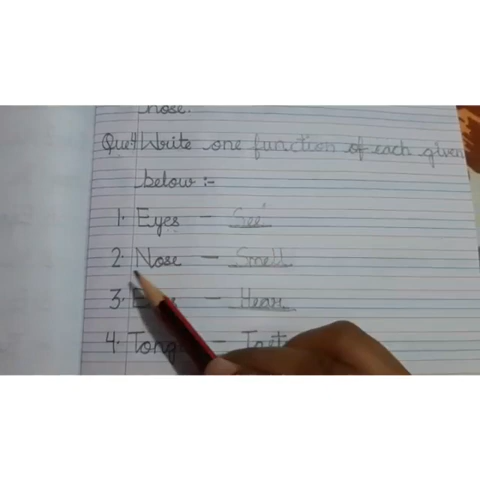 nose.
Que4 Write one function of each given
below :-
1. Eyes - See
2. Nose - Smell
3. - Hear
4. Tong - Taste